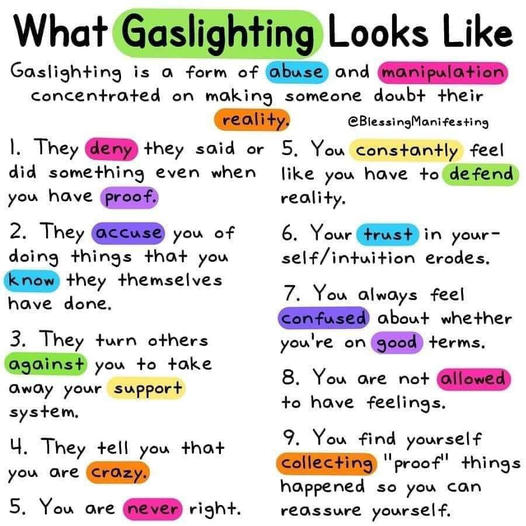 What Gaslighting Looks Like
Gaslighting is a form of abuse and manipulation
concentrated on making someone doubt their
reality.
@BlessingManifesting
1. They deny they said or
did something even when
you have proof.
2. They accuse you of
doing things that you
know they themselves
have done.
3. They turn others
against you to take
away your support
system.
4. They tell you that
you are crazy.
5. You are never right.
5. You constantly feel
like you have to defend
reality.
6. Your trust in your-
self/intuition erodes.
7. You always feel
confused about whether
you're on good terms.
8. You are not allowed
to have feelings.
9. You find yourself
collecting "proof" things
happened so you can
reassure yourself.